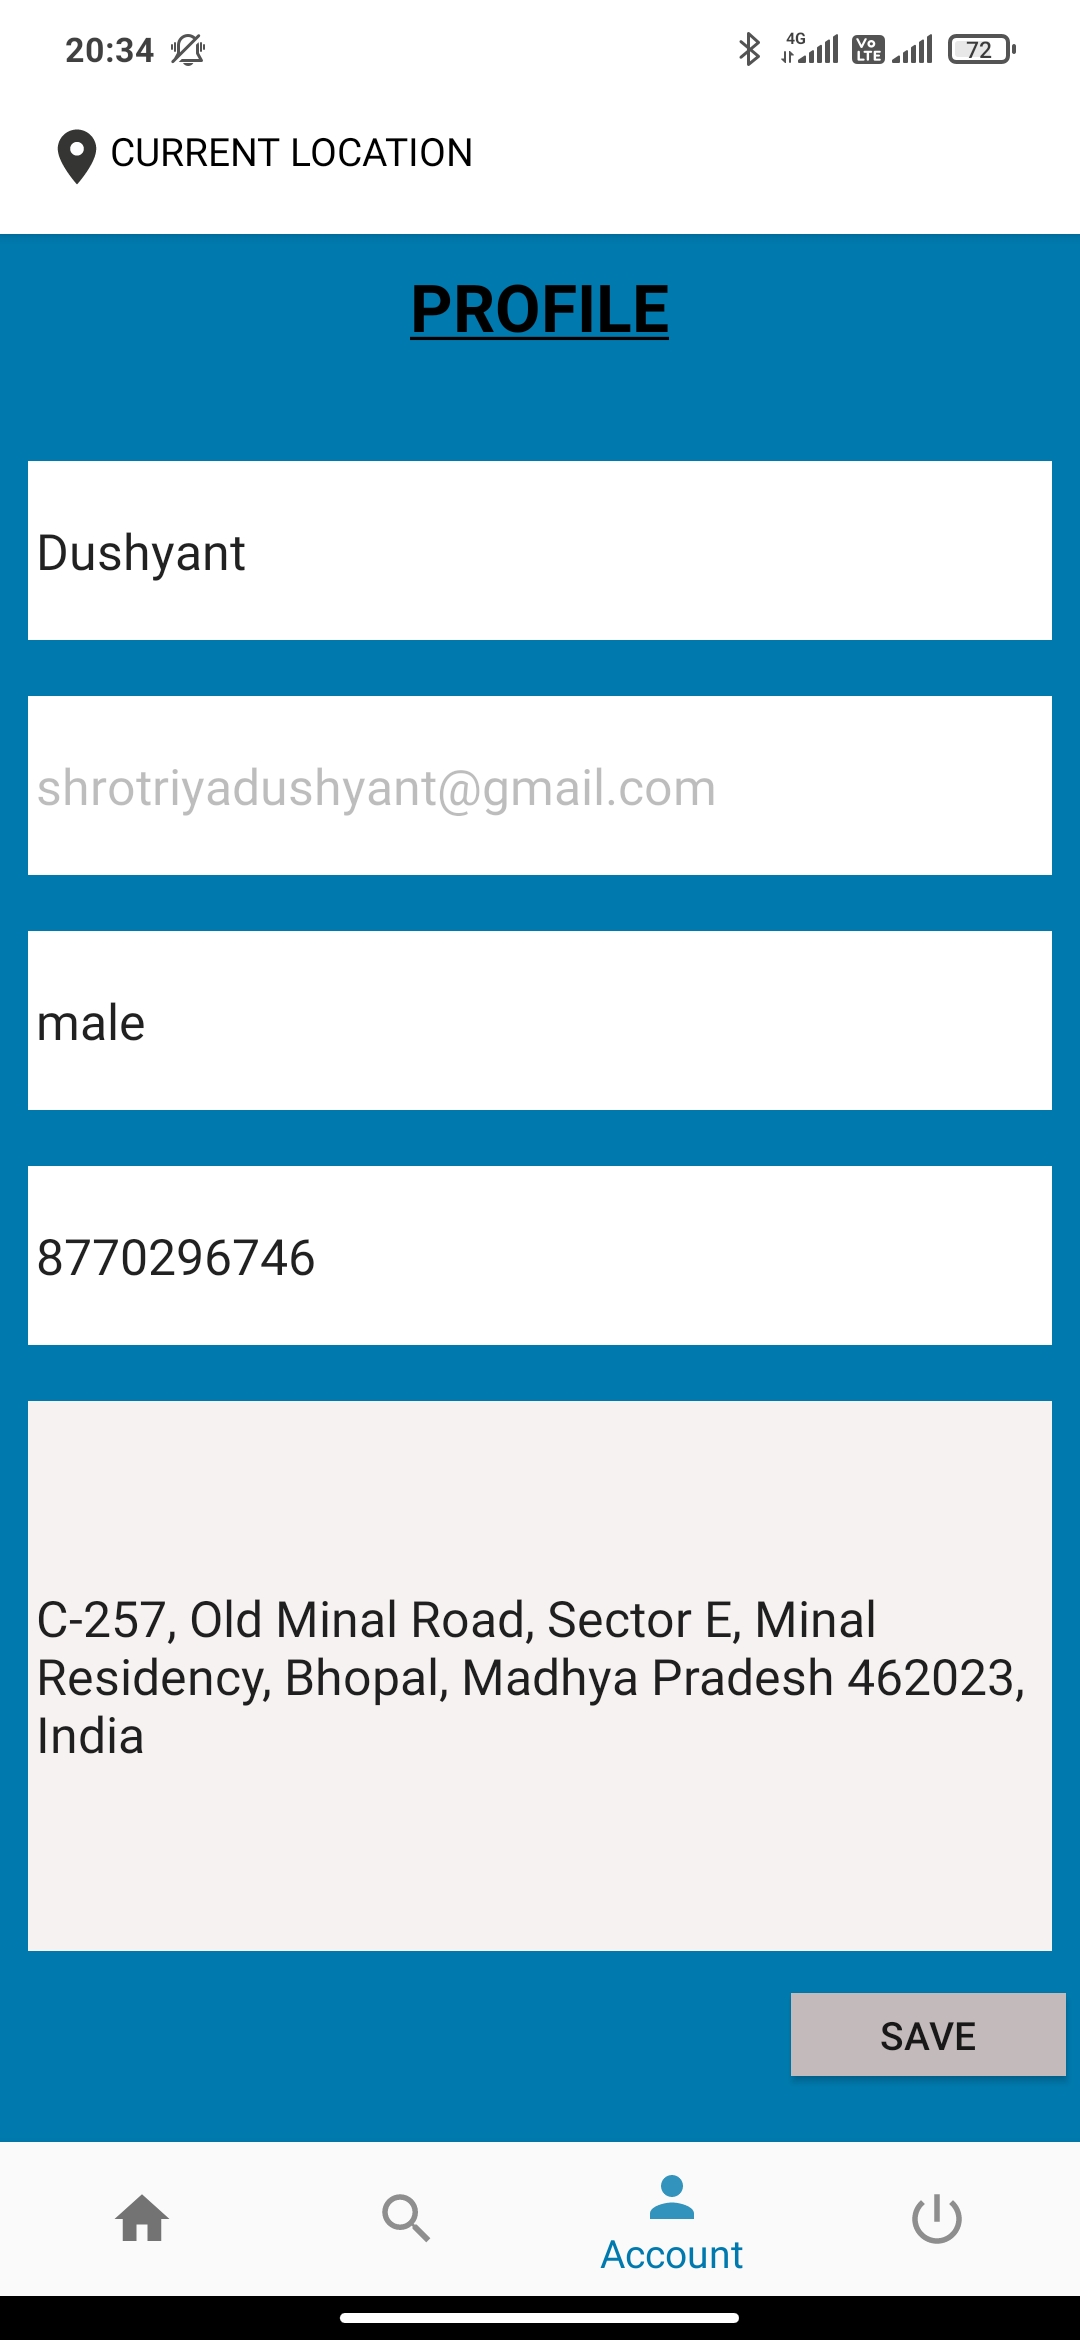 20:34
4G
Vo
LTE
72
CURRENT LOCATION
PROFILE
Dushyant
shrotriyadushyant@gmail.com
male
8770296746
C-257, Old Minal Road, Sector E, Minal
Residency, Bhopal, Madhya Pradesh 462023,
India
SAVE
Account